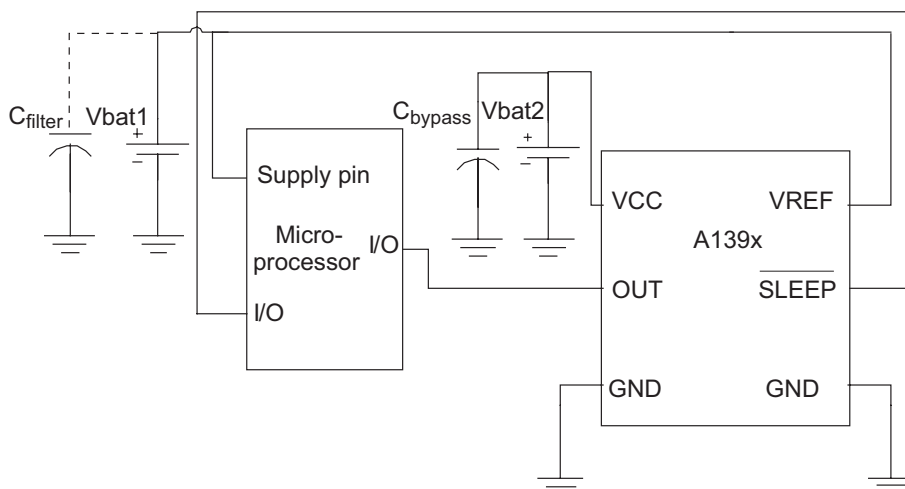 Cfilter
Vbat1
+
–
Cbypass
Vbat2
+
–
Supply pin
Micro-
processor
I/O
I/O
VCC
VREF
A139x
OUT
SLEEP
GND
GND